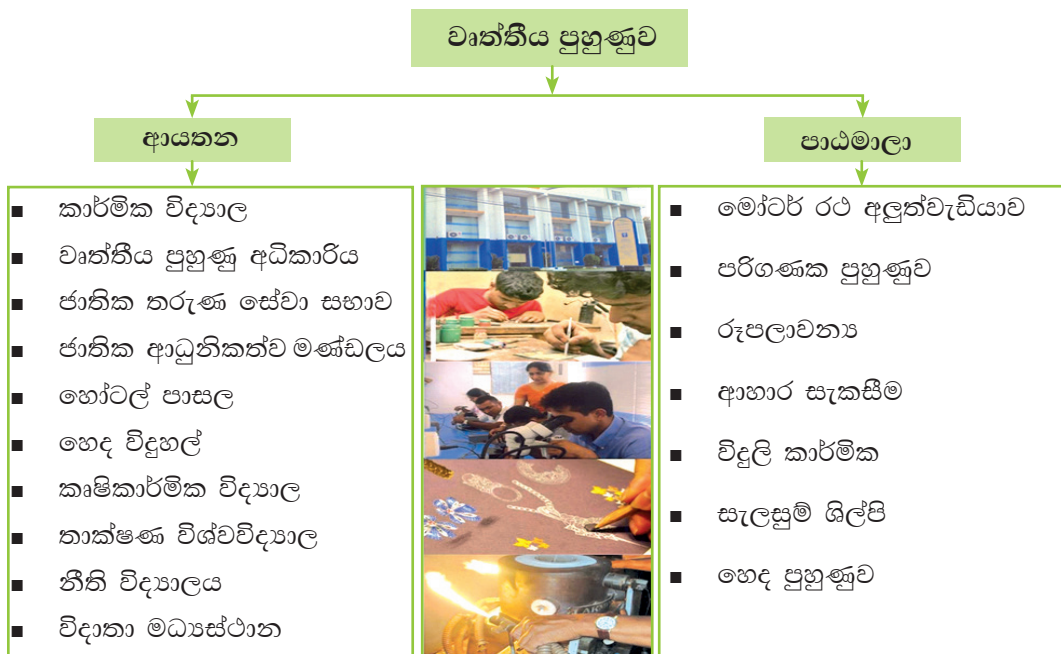 වෘත්තීය පුහුණුව
ආයතන
කාර්මික විද්‍යාල
වෘත්තීය පුහුණු අධිකාරිය
ජාතික තරුණ සේවා සභාව
ජාතික ආධුනිකත්ව මණ්ඩලය
හෝටල් පාසල
හෙද විදුහල්
කෘෂිකාර්මික විද්‍යාල
තාක්ෂණ විශ්වවිද්‍යාල
නීති විද්‍යාලය
විදාතා මධ්‍යස්ථාන
පාඨමාලා
මෝටර් රථ අලුත්වැඩියාව
පරිගණක පුහුණුව
රූපලාවන්‍ය
ආහාර සැකසීම
විදුලි කාර්මික
සැලසුම් ශිල්පි
හෙද පුහුණුව